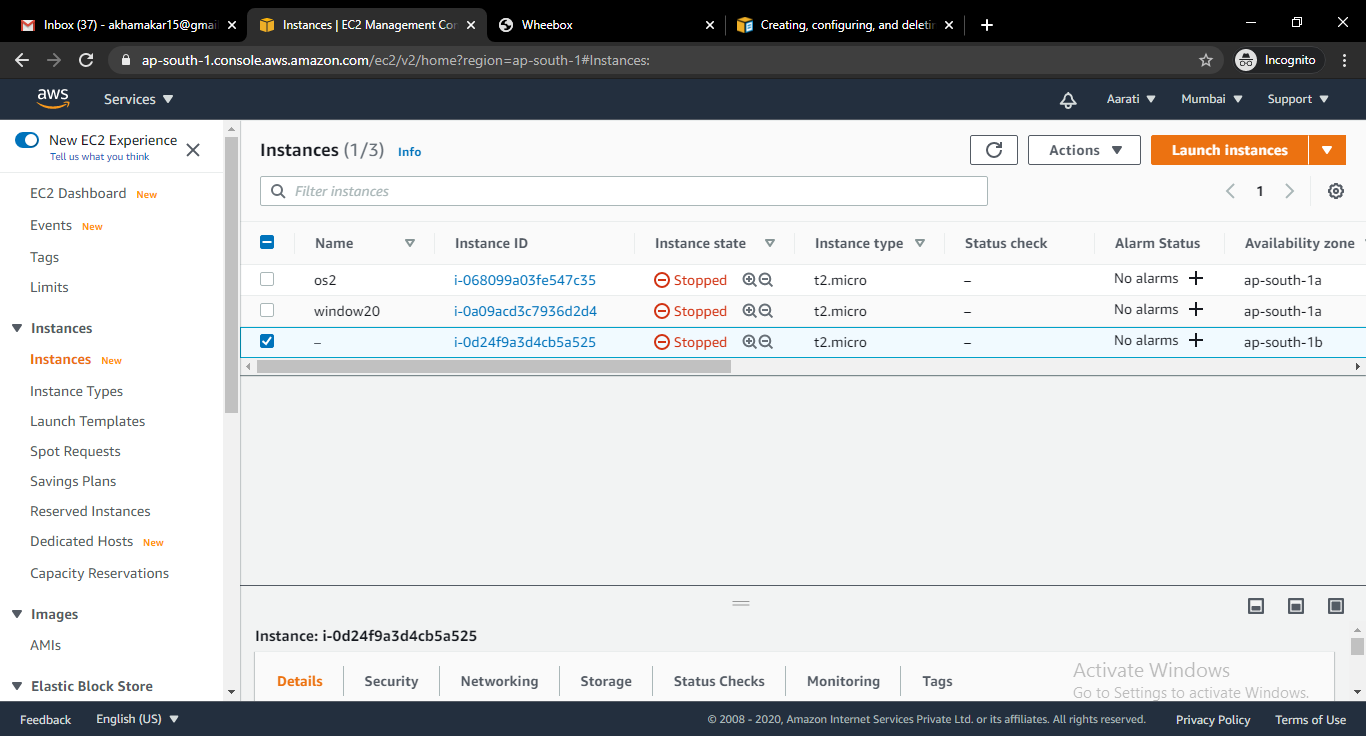 Inbox (37) - akhamakar15@gmai
Instances | EC2 Management Con
Wheebox
Creating, configuring, and deletin
ap-south-1.console.aws.amazon.com/ec2/v2/home?region=ap-south-1#Instances:
Incognito
aws
Services
Aarati
Mumbai
Support
New EC2 Experience
Tell us what you think
EC2 Dashboard New
Events New
Tags
Limits
Instances
Instances New
Instance Types
Launch Templates
Spot Requests
Savings Plans
Reserved Instances
Dedicated Hosts New
Capacity Reservations
Images
AMIs
Elastic Block Store
Instances (1/3) Info
Actions
Launch instances
Filter instances
1
Name Instance ID Instance state Instance type Status check Alarm Status Availability zone
os2 i-068099a03fe547c35 Stopped t2.micro – No alarms + ap-south-1a
window20 i-0a09acd3c7936d2d4 Stopped t2.micro – No alarms + ap-south-1a
– i-0d24f9a3d4cb5a525 Stopped t2.micro – No alarms + ap-south-1b
Instance: i-0d24f9a3d4cb5a525
Details Security Networking Storage Status Checks Monitoring Tags
Activate Windows
Go to Settings to activate Windows.
Feedback English (US) © 2008 - 2020, Amazon Internet Services Private Ltd. or its affiliates. All rights reserved. Privacy Policy Terms of Use